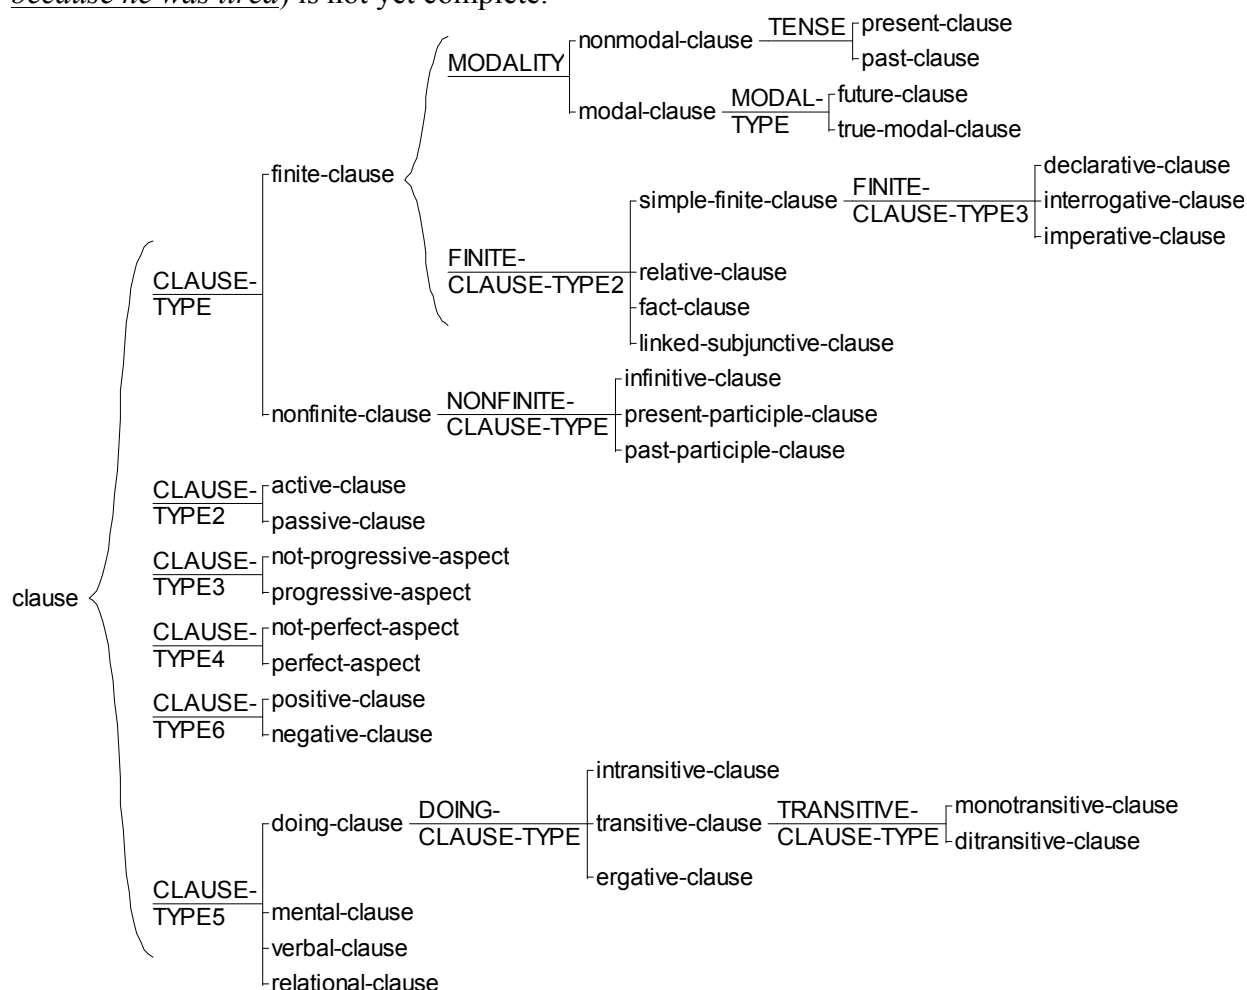 because he was tired) is not yet complete.
present-clause
TENSE
nonmodal-clause
past-clause
MODALITY
future-clause
MODAL-
TYPE
modal-clause
true-modal-clause
declarative-clause
finite-clause
FINITE-
CLAUSE-TYPE3
simple-finite-clause
interrogative-clause
imperative-clause
FINITE-
CLAUSE-TYPE2
relative-clause
CLAUSE-
TYPE
fact-clause
linked-subjunctive-clause
infinitive-clause
nonfinite-clause
NONFINITE-
CLAUSE-TYPE
present-participle-clause
past-participle-clause
CLAUSE-
TYPE2
active-clause
passive-clause
CLAUSE-
TYPE3
not-progressive-aspect
progressive-aspect
clause
CLAUSE-
TYPE4
not-perfect-aspect
perfect-aspect
CLAUSE-
TYPE6
positive-clause
negative-clause
intransitive-clause
doing-clause
DOING-
CLAUSE-TYPE
transitive-clause
TRANSITIVE-
CLAUSE-TYPE
monotransitive-clause
ditransitive-clause
ergative-clause
CLAUSE-
TYPE5
mental-clause
verbal-clause
relational-clause